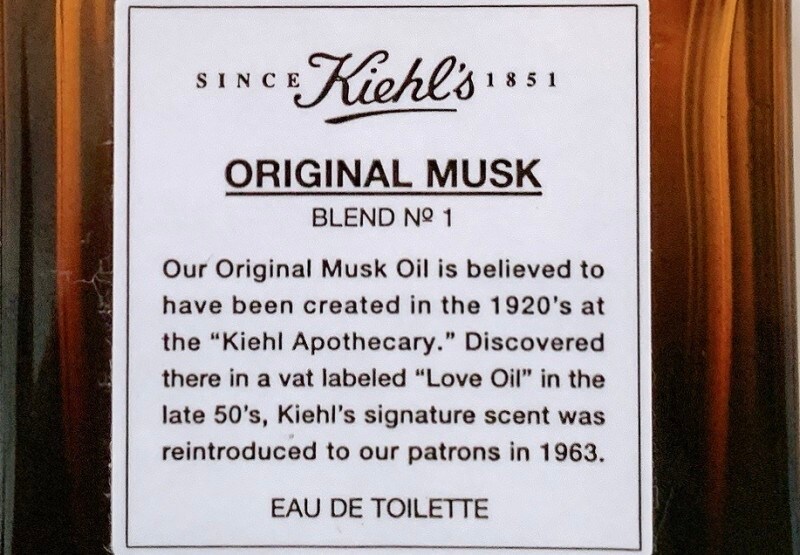 SINCE Kiehl's 1851
ORIGINAL MUSK
BLEND Nº 1
Our Original Musk Oil is believed to
have been created in the 1920's at
the “Kiehl Apothecary.” Discovered
there in a vat labeled “Love Oil” in the
late 50's, Kiehl's signature scent was
reintroduced to our patrons in 1963.
EAU DE TOILETTE